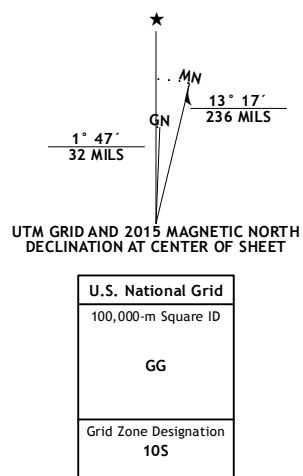 ★
MN
GN
13° 17´
236 MILS
1° 47´
32 MILS
UTM GRID AND 2015 MAGNETIC NORTH
DECLINATION AT CENTER OF SHEET
U.S. National Grid
100,000-m Square ID
GG
Grid Zone Designation
10S